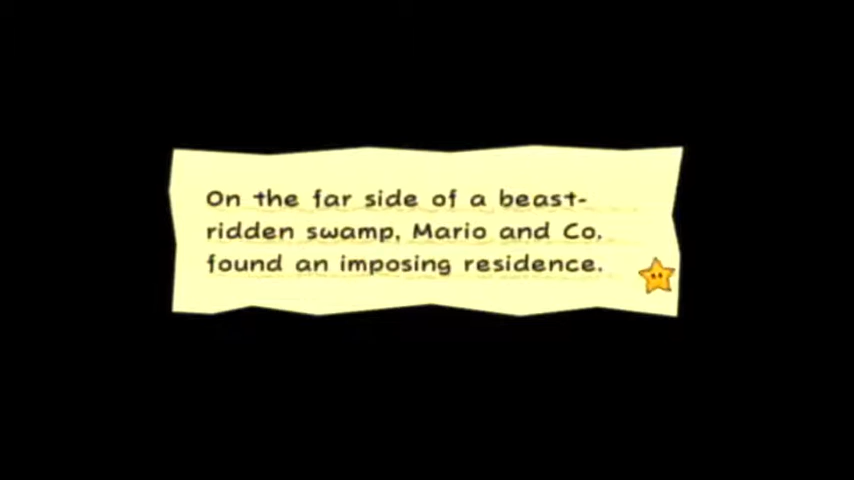 On the far side of a beast-
ridden swamp, Mario and Co.
found an imposing residence.